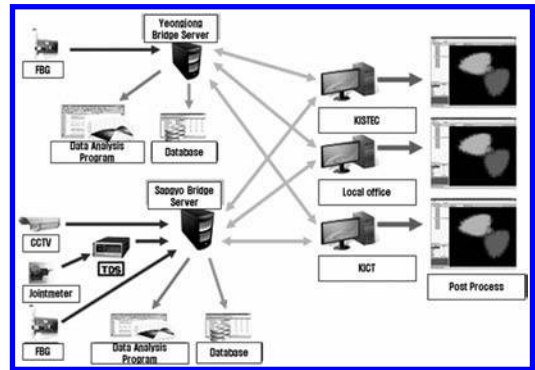 Yeongjong
Bridge Server
FBG
Data Analysis
Program
Database
KISTEC
Sapgyo Bridge
Server
Local office
CCTV
TDS
Jointmeter
KICT
Post Process
FBG
Data Analysis
Program
Database